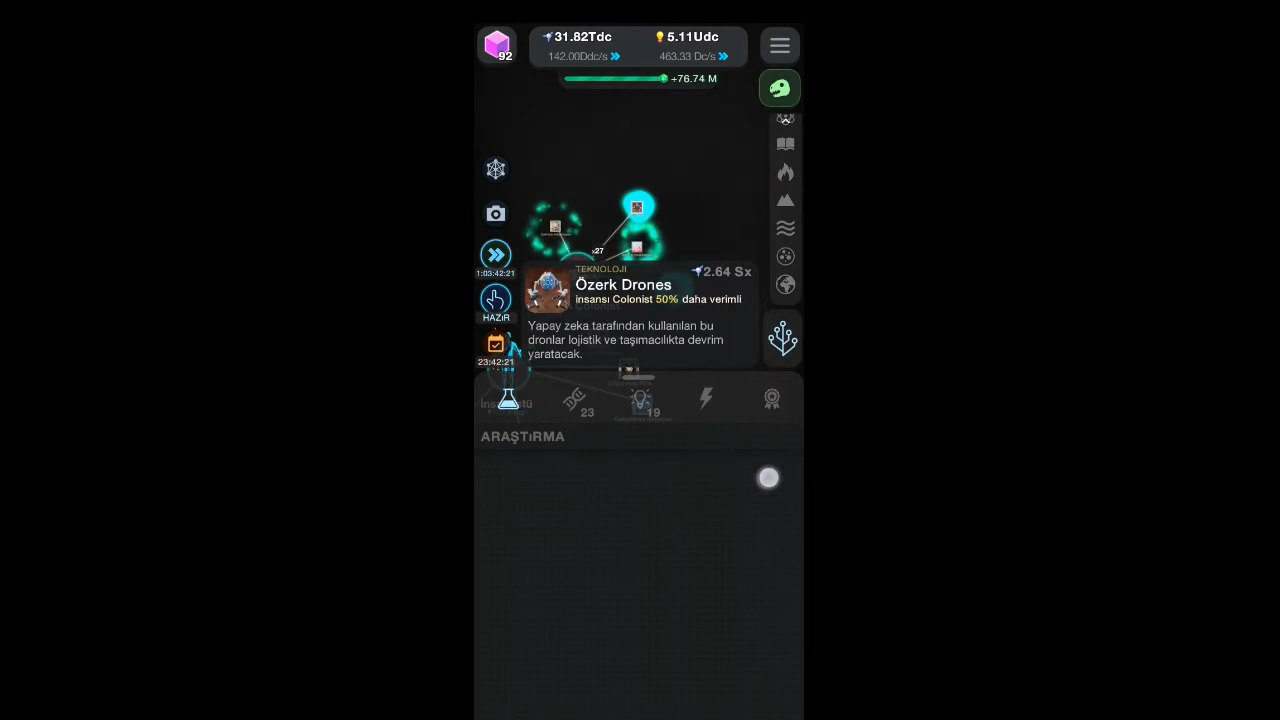 92
31.82Tdc
5.11Udc
142.00Ddc/s
463.33 Dc/s
+76.74 M
x27
1:03:42:21
HAZIR
23:42:21
TEKNOLOJI
2.64 Sx
Özerk Drones
insansı Colonist 50% daha verimli
Yapay zeka tarafından kullanılan bu
dronlar lojistik ve taşımacılıkta devrim
yaratacak.
23
19
ARAŞTıRMA